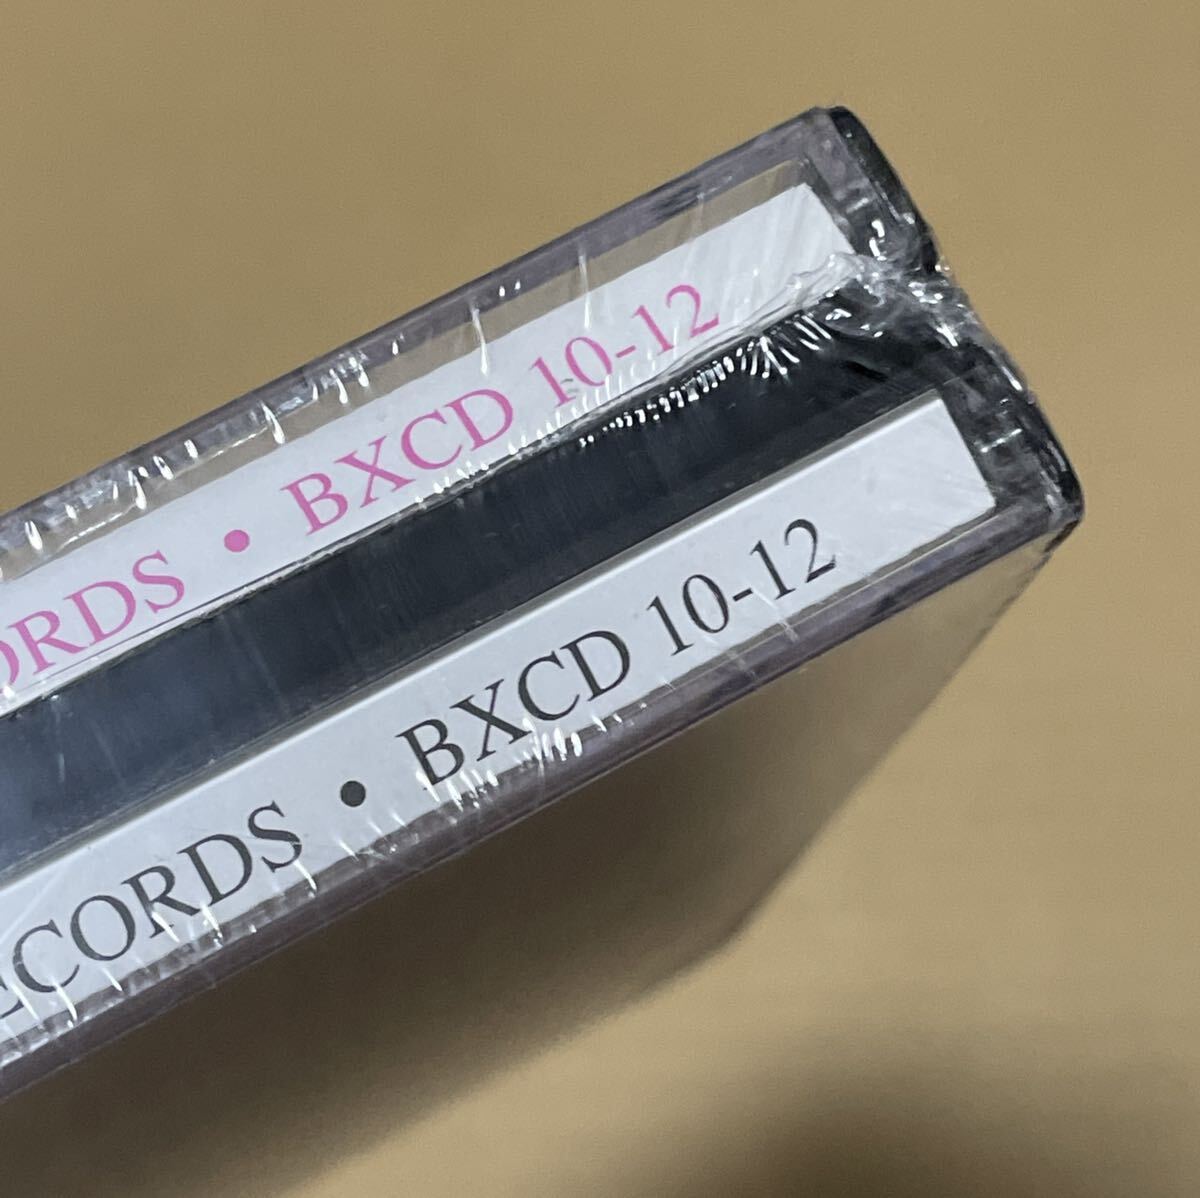 ORDS • BXCD 10-12
ECORDS • BXCD 10-12